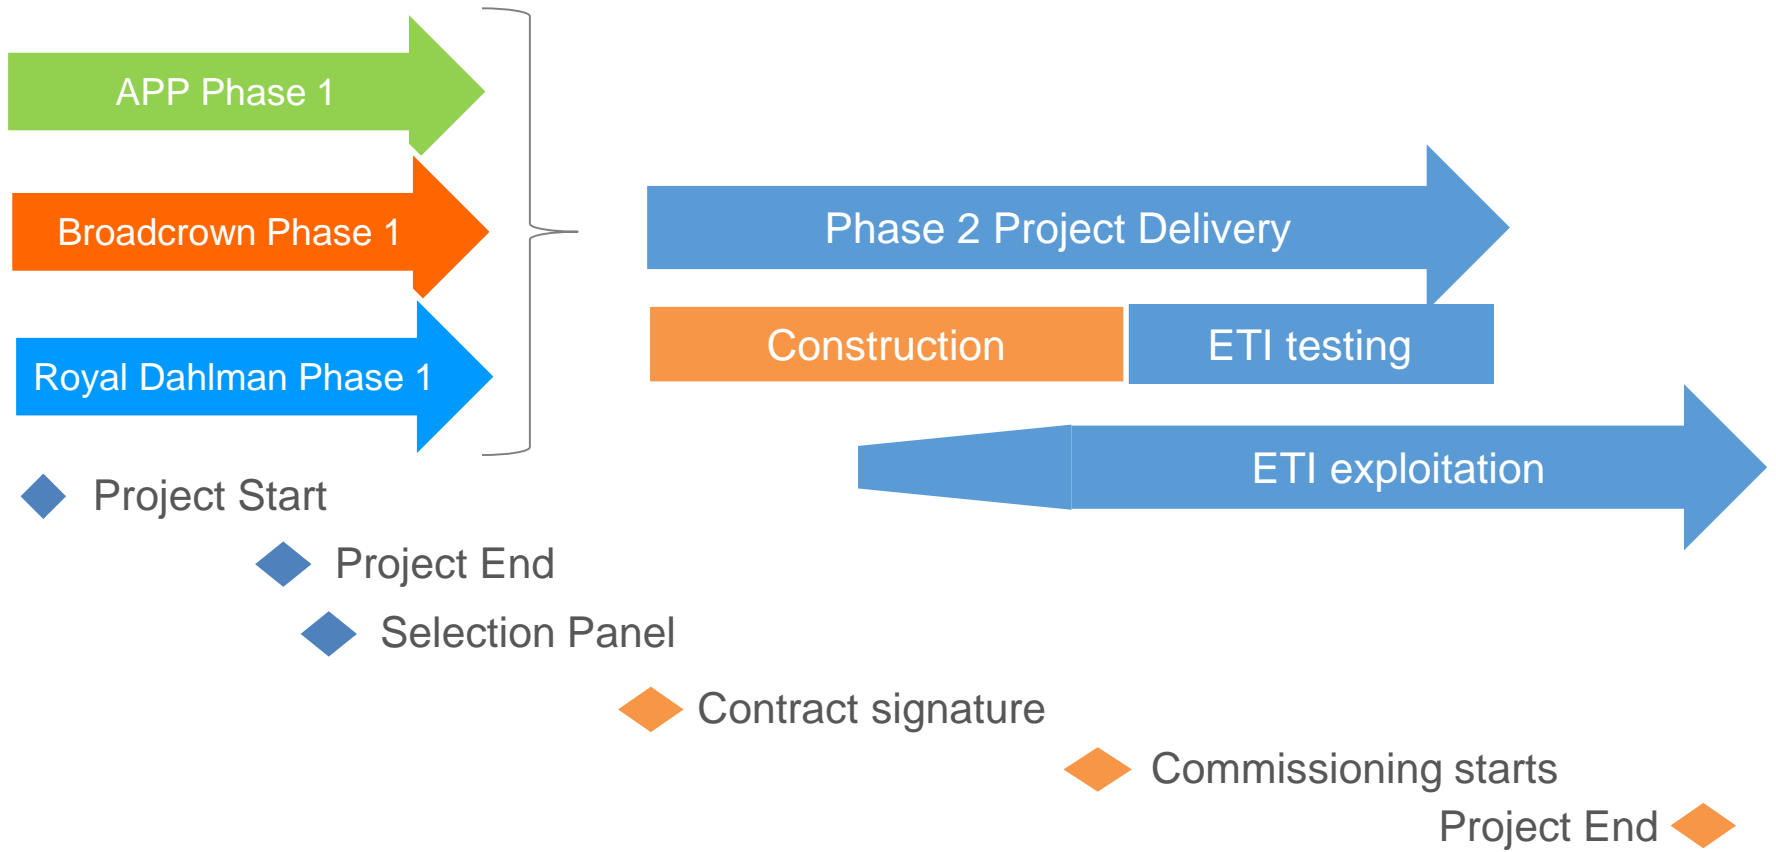 APP Phase 1
Broadcrown Phase 1
Royal Dahlman Phase 1
Phase 2 Project Delivery
Construction
ETI testing
ETI exploitation
Project Start
Project End
Selection Panel
Contract signature
Commissioning starts
Project End